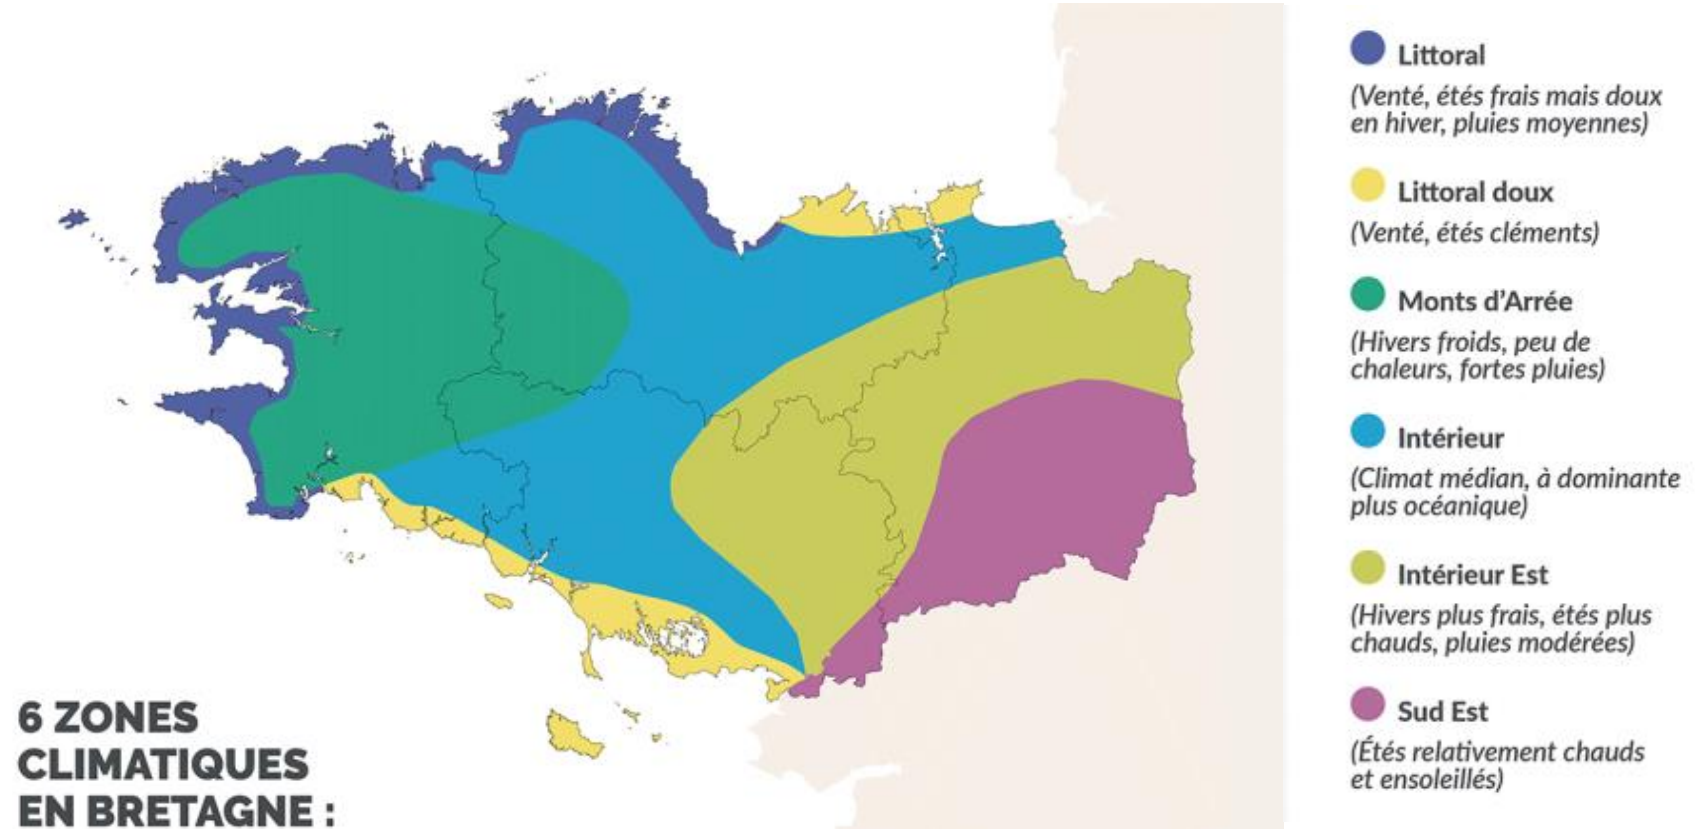 6 ZONES
CLIMATIQUES
EN BRETAGNE :
Littoral
(Venté, étés frais mais doux
en hiver, pluies moyennes)
Littoral doux
(Venté, étés cléments)
Monts d’Arrée
(Hivers froids, peu de
chaleurs, fortes pluies)
Intérieur
(Climat médian, à dominante
plus océanique)
Intérieur Est
(Hivers plus frais, étés plus
chauds, pluies modérées)
Sud Est
(Étés relativement chauds
et ensoleillés)